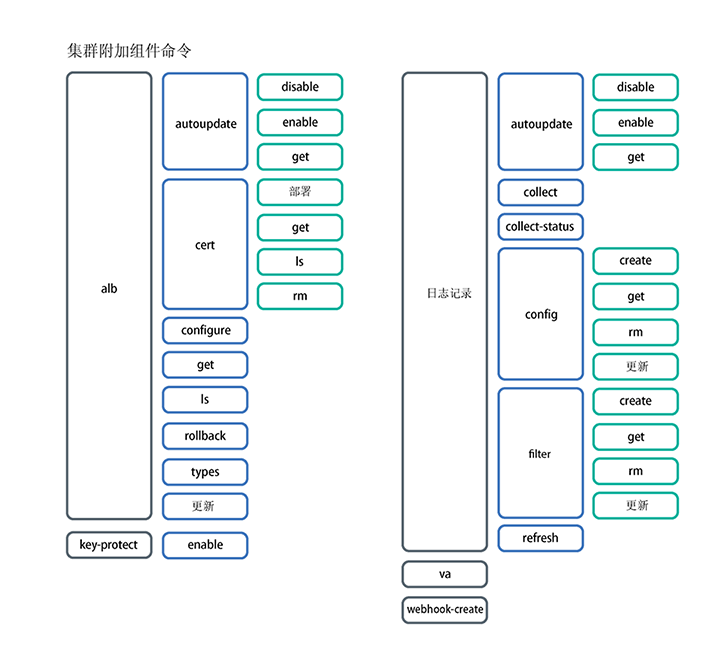 集群附加组件命令
alb
autoupdate
disable
enable
get
cert
部署
get
ls
rm
configure
get
ls
rollback
types
更新
key-protect
enable
日志记录
autoupdate
disable
enable
get
collect
collect-status
config
create
get
rm
更新
filter
create
get
rm
更新
refresh
va
webhook-create